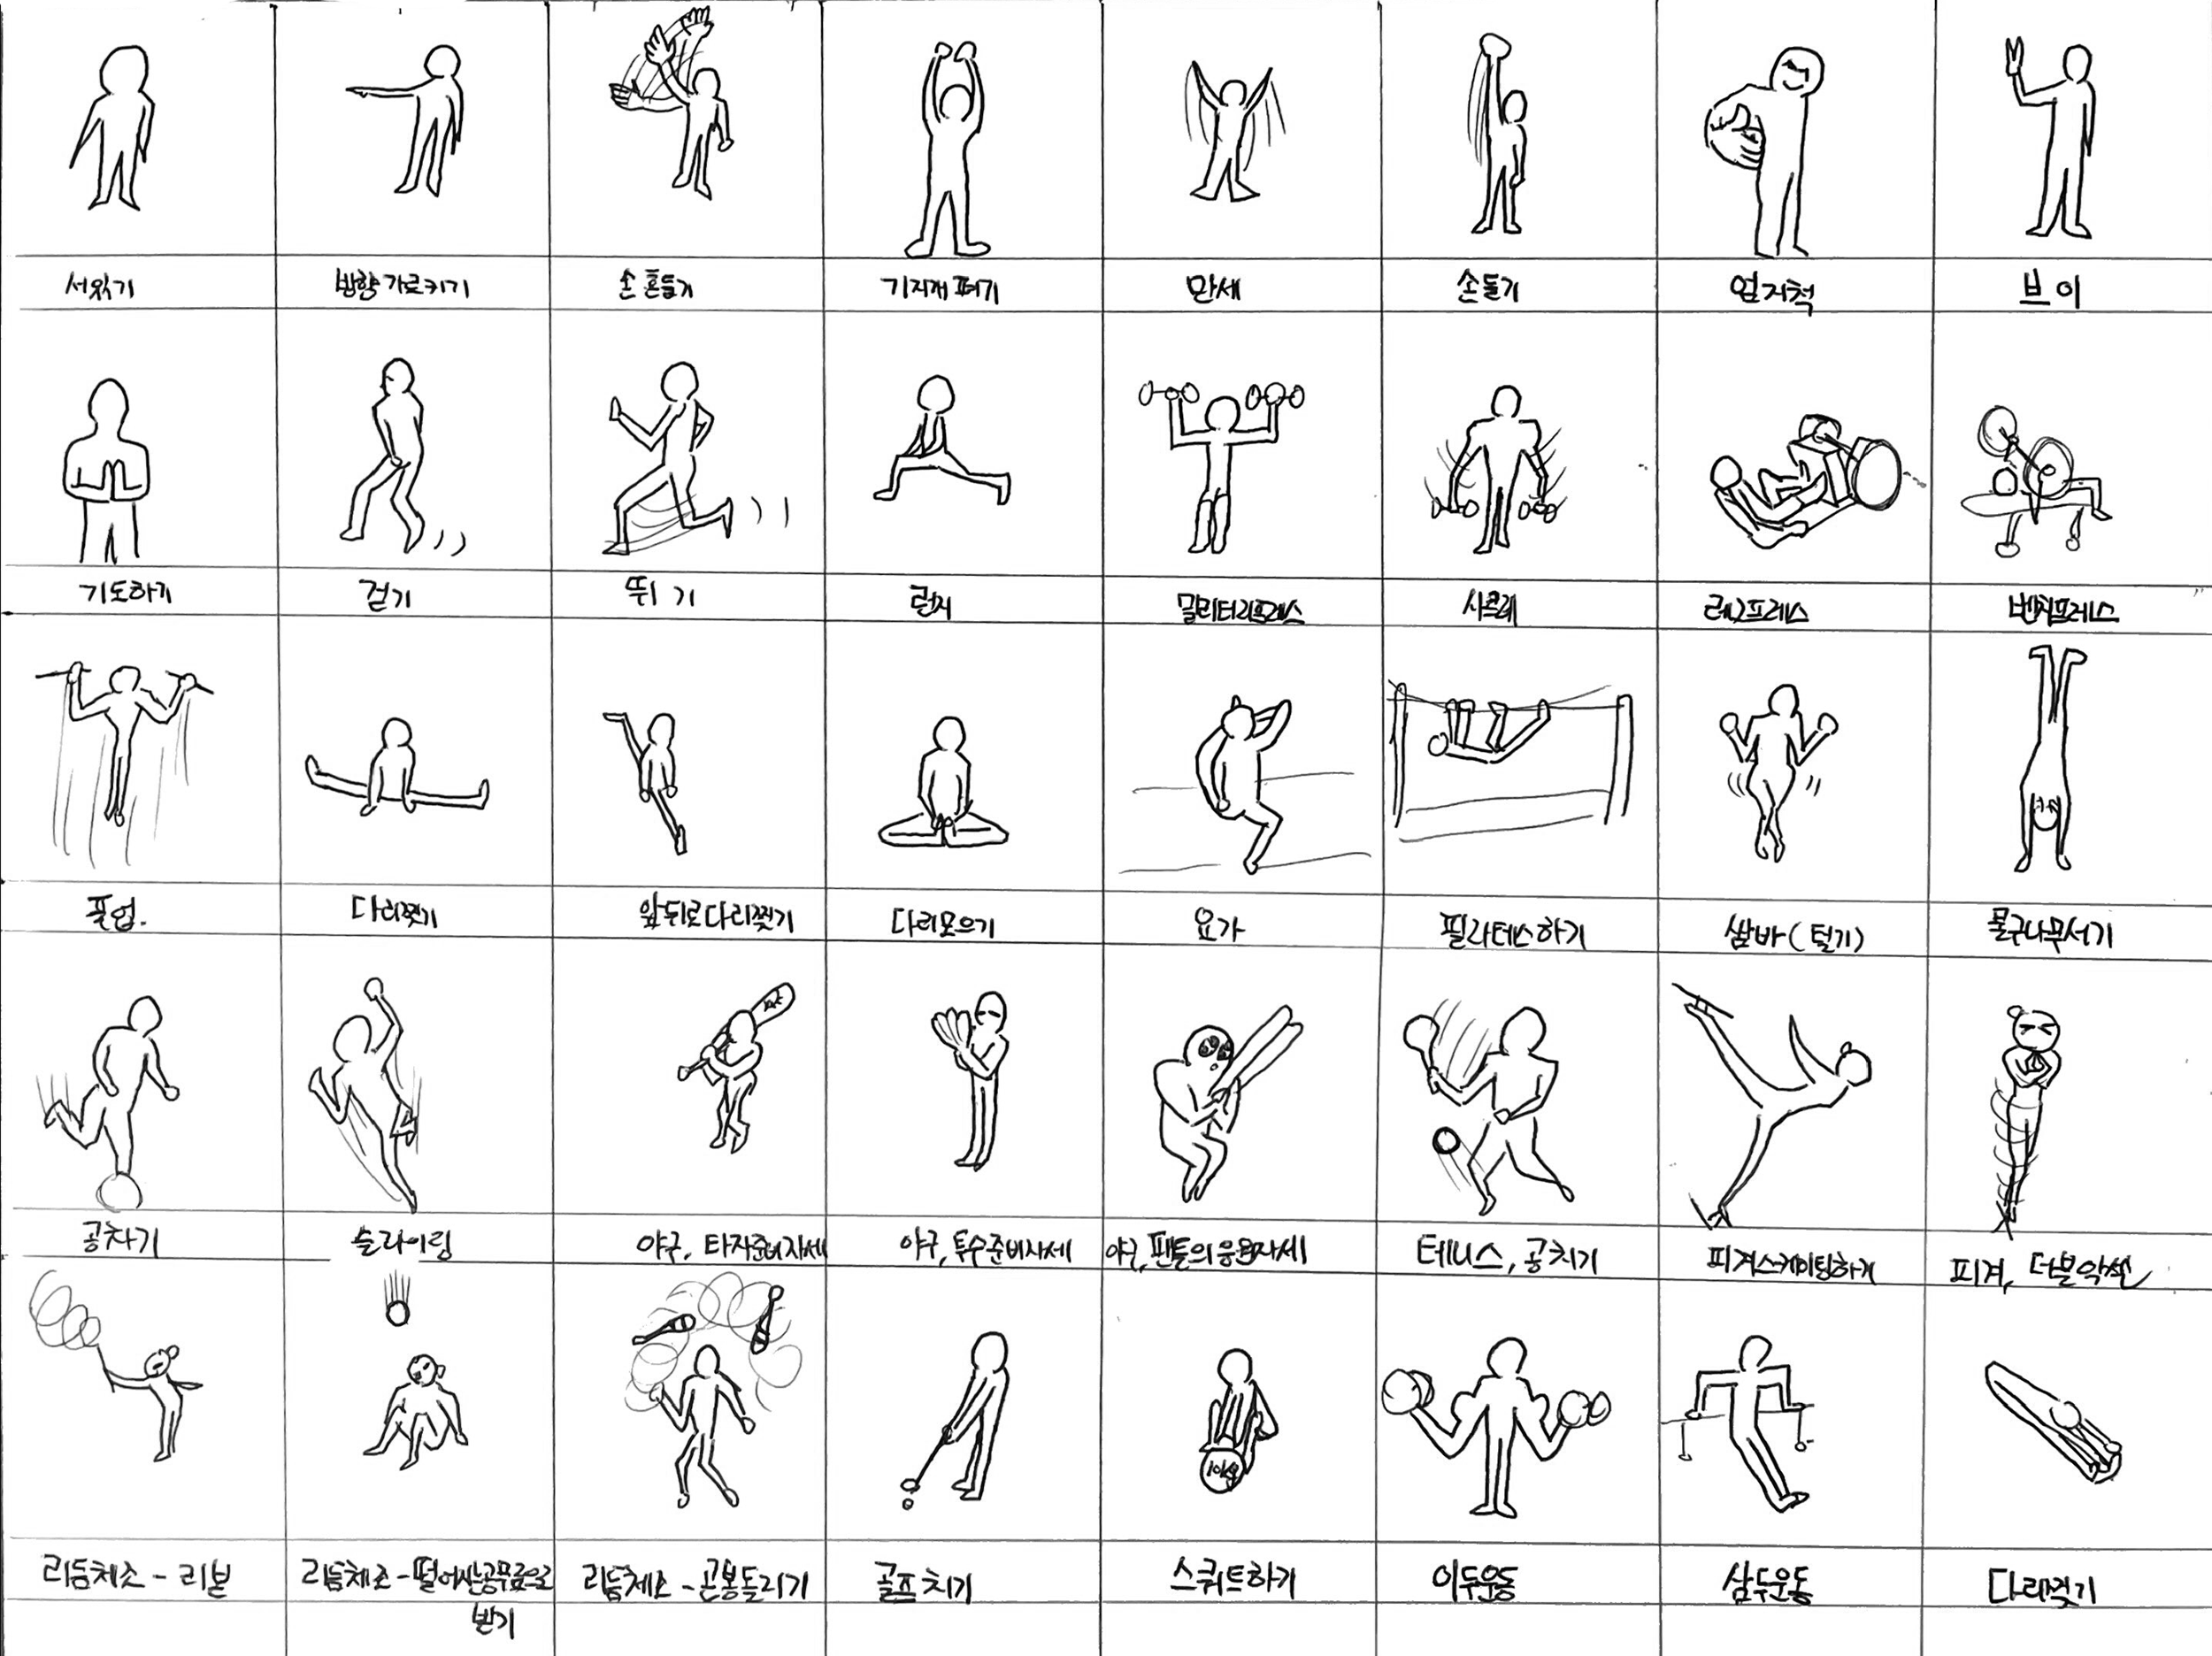 서있기
방향 가르키기
손 흔들기
기지개 펴기
만세
손들기
엄지척
브이
기도하기
걷기
뛰기
런지
밀리터리프레스
사레레
레그프레스
벤치프레스
풀업.
다리찢기
앞뒤로다리찢기
다리모으기
요가
필라테스하기
쌈바(털기)
물구나무서기
공차기
슬라이링
야구, 타자준비자세
야구, 투수준비자세
야구, 팬들의응원자세
테니스, 공치기
피겨스케이팅하기
피겨, 더블악셀
리듬체조 - 리본
리듬체조 - 떨어지는공무릎으로
받기
리듬체조 - 곤봉돌리기
골프 치기
스쿼트하기
이두운동
삼두운동
다리찢기